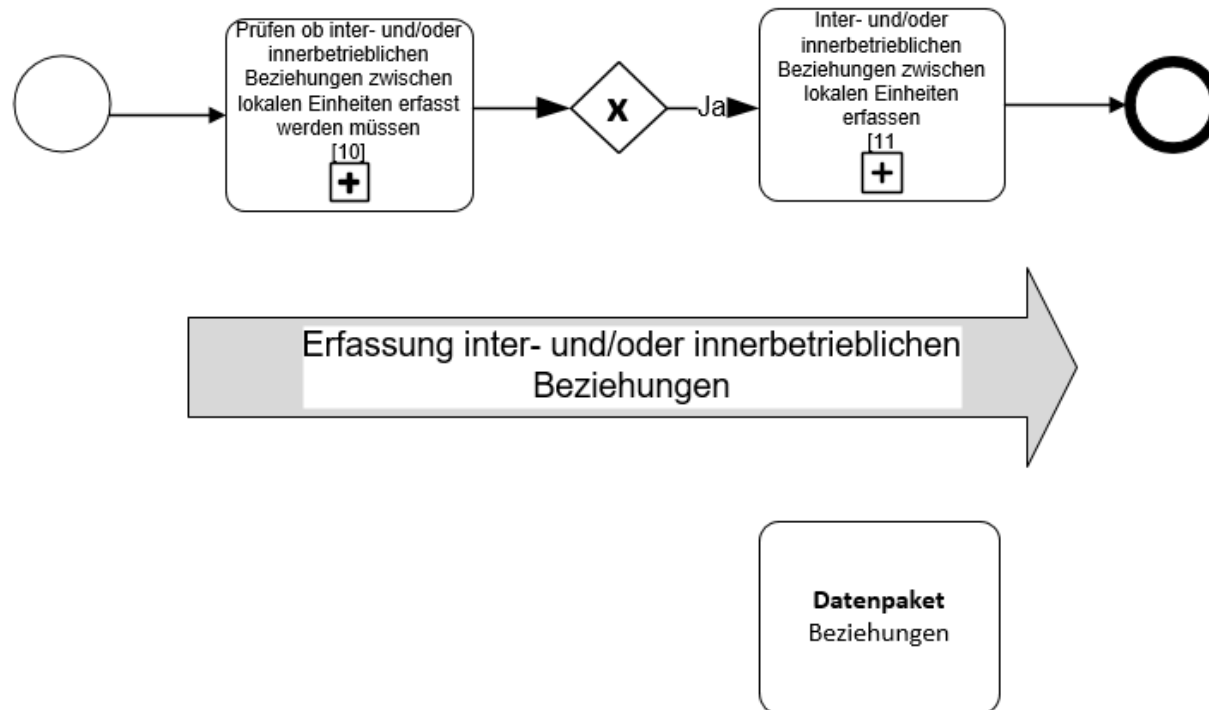 Prüfen ob inter- und/oder
innerbetrieblichen
Beziehungen zwischen
lokalen Einheiten erfasst
werden müssen
[10]
X
Ja
Inter- und/oder
innerbetrieblichen
Beziehungen zwischen
lokalen Einheiten
erfassen
[11
Erfassung inter- und/oder innerbetrieblichen
Beziehungen
Datenpaket
Beziehungen